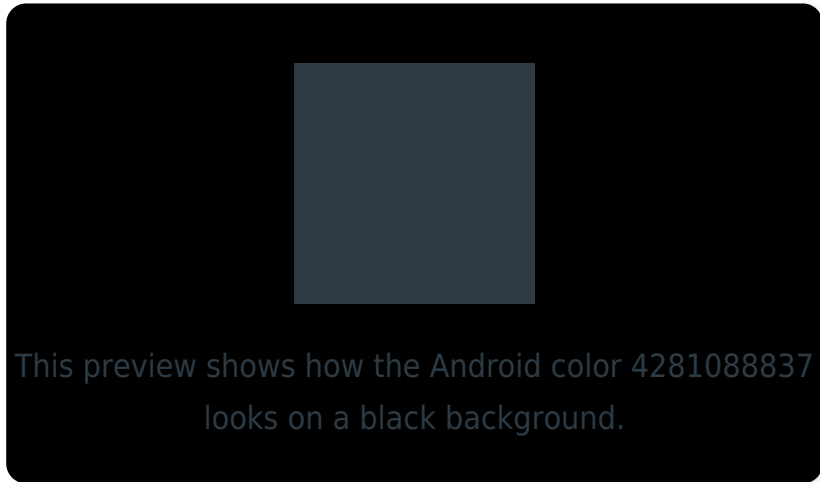 This preview shows how the Android color 4281088837
looks on a black background.